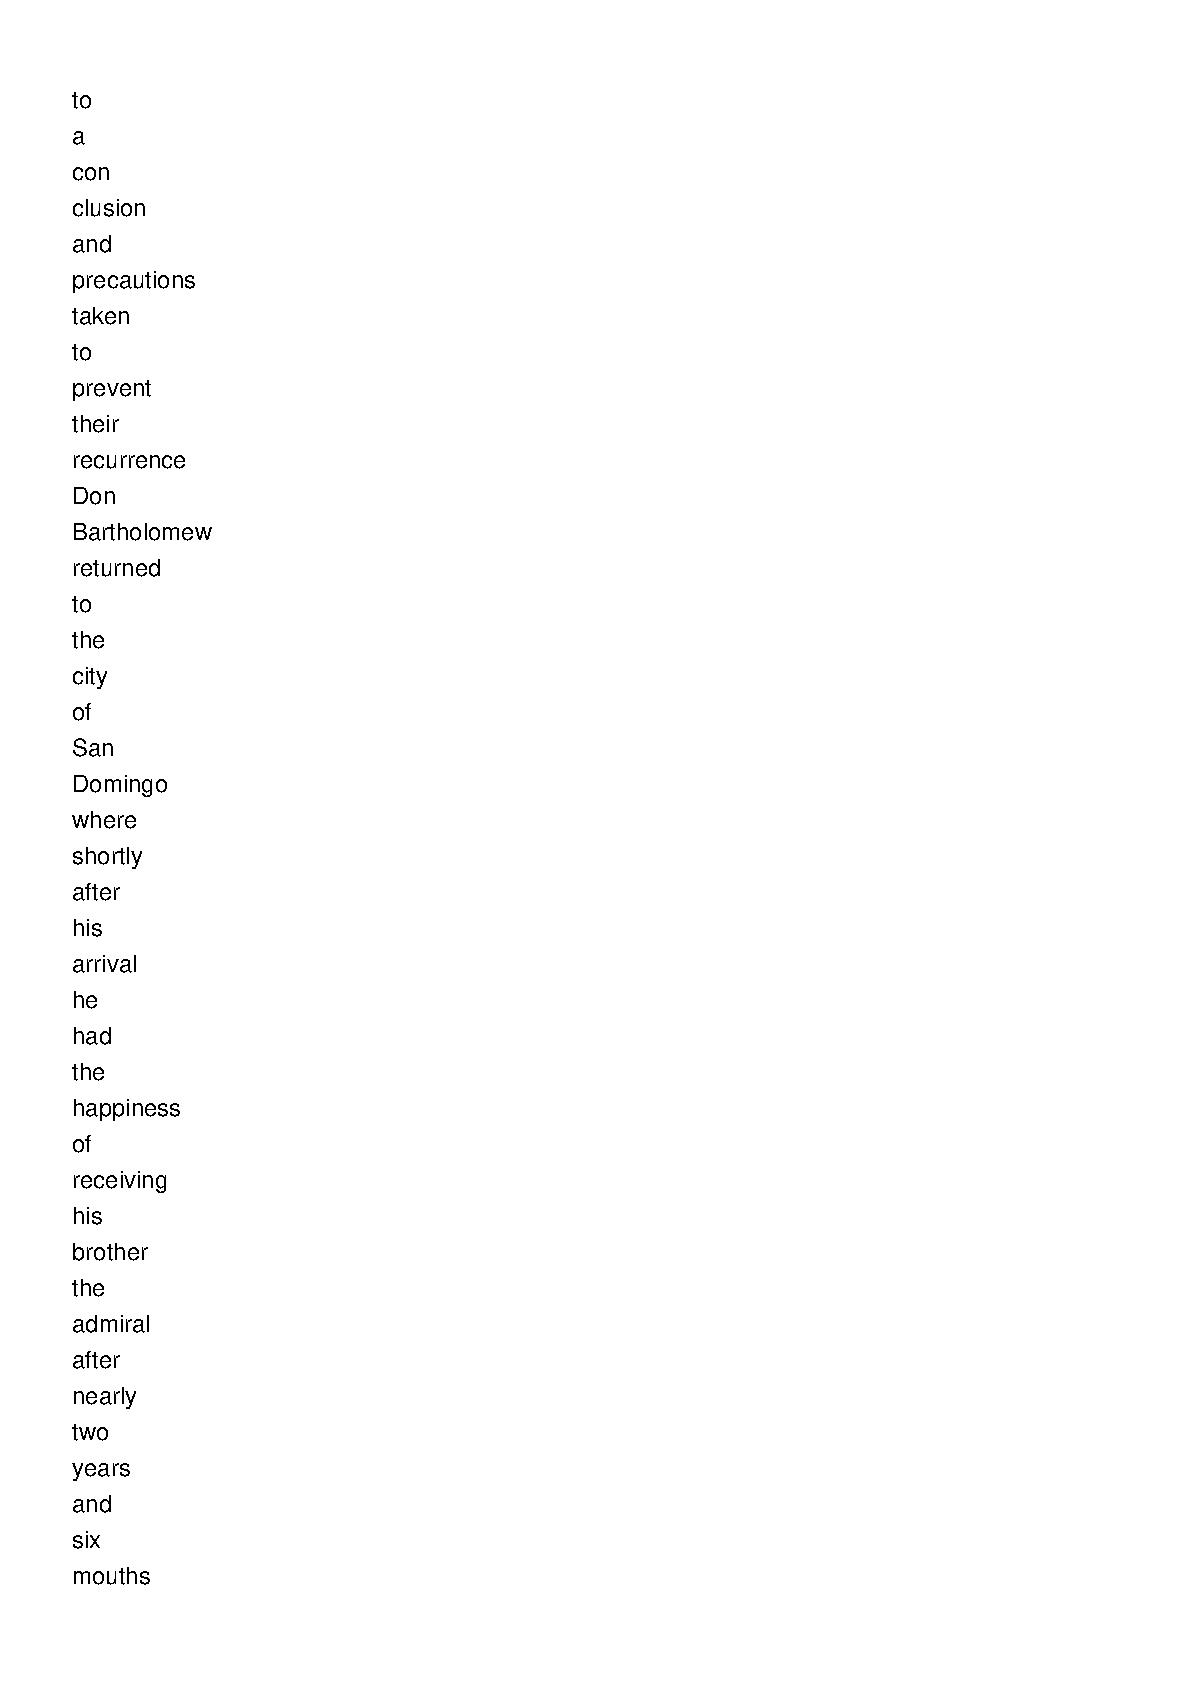 to
a
con
clusion
and
precautions
taken
to
prevent
their
recurrence
Don
Bartholomew
returned
to
the
city
of
San
Domingo
where
shortly
after
his
arrival
he
had
the
happiness
of
receiving
his
brother
the
admiral
after
nearly
two
years
and
six
mouths